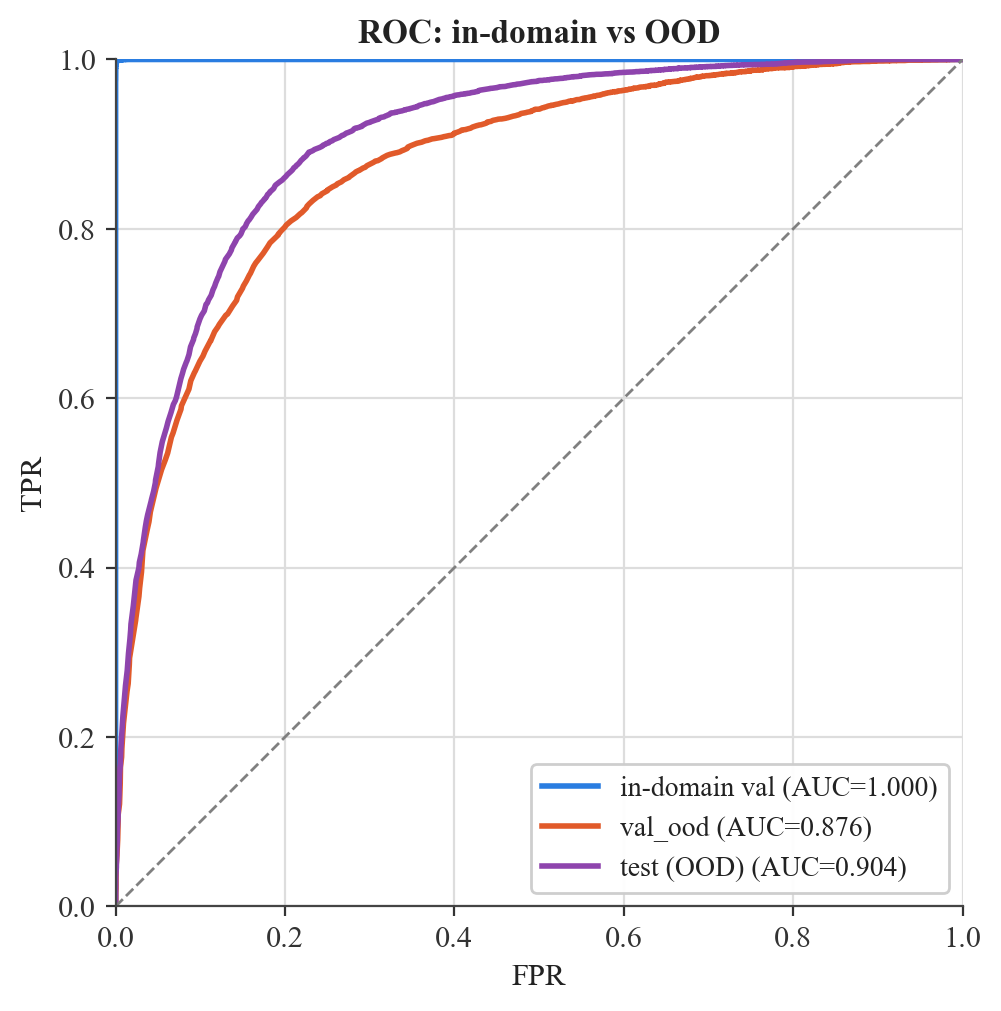 ROC: in-domain vs OOD
1.0
0.8
0.6
0.4
0.2
0.0
TPR
in-domain val (AUC=1.000)
val_ood (AUC=0.876)
test (OOD) (AUC=0.904)
0.0 0.2 0.4 0.6 0.8 1.0
FPR